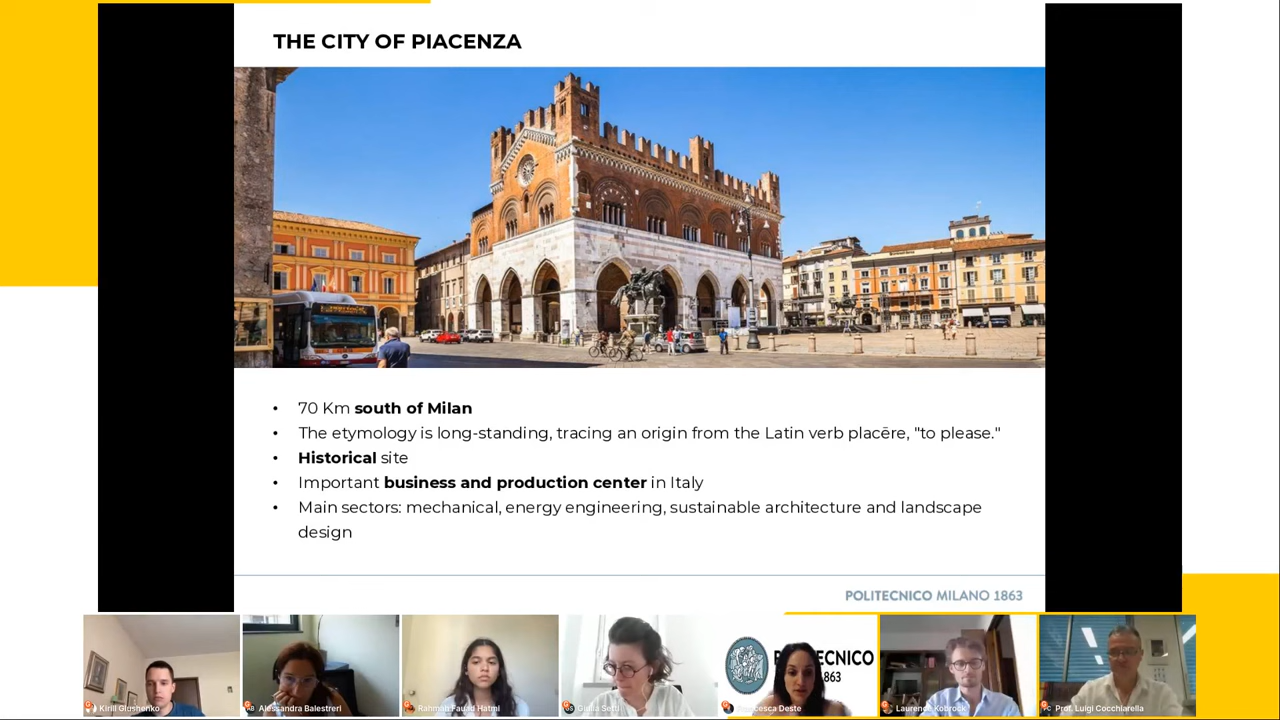 THE CITY OF PIACENZA
• 70 Km south of Milan
• The etymology is long-standing, tracing an origin from the Latin verb placēre, "to please."
• Historical site
• Important business and production center in Italy
• Main sectors: mechanical, energy engineering, sustainable architecture and landscape
design
POLITECNICO MILANO 1863
Kirill Glushenko
Alessandra Balestreri
Rahmah Fauad Hatmi
Giulia Setti
Francesca Deste
Laurenc Kobrock
Prof. Luigi Cocchiarella